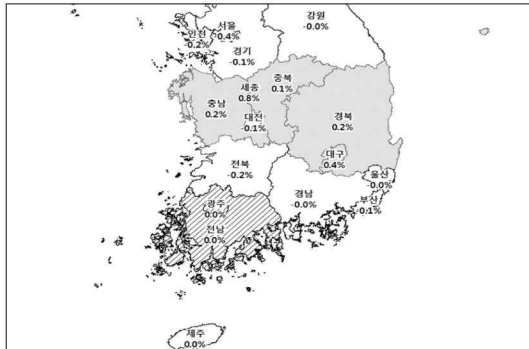 강원
-0.0%
서울
0.4%
인천
-0.2%
경기
-0.1%
충북
0.1%
세종
0.8%
충남
0.2%
대전
-0.1%
경북
0.2%
대구
0.4%
전북
-0.2%
울산
-0.0%
경남
-0.0%
부산
-0.1%
광주
0.0%
전남
0.0%
제주
0.0%